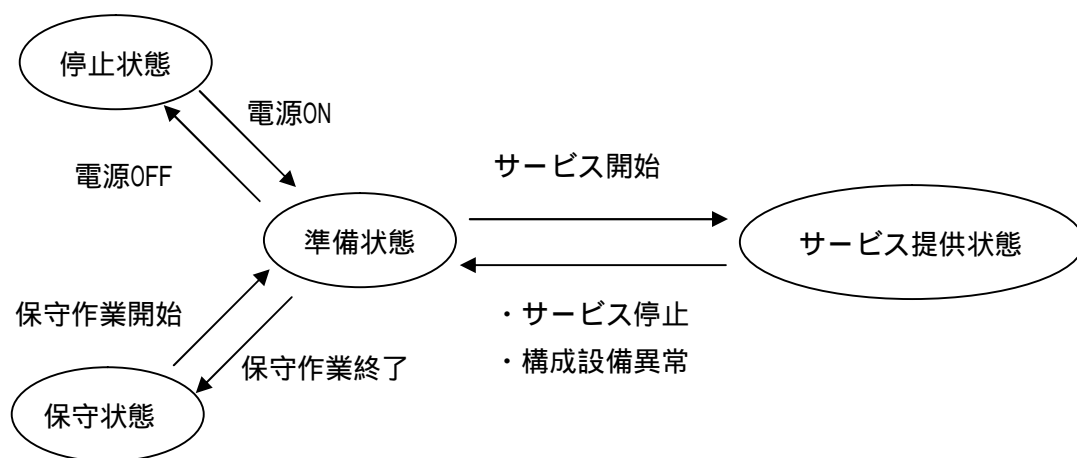 停止状態
電源ON
電源OFF
サービス開始
準備状態
サービス提供状態
保守作業開始
・サービス停止
・構成設備異常
保守作業終了
保守状態